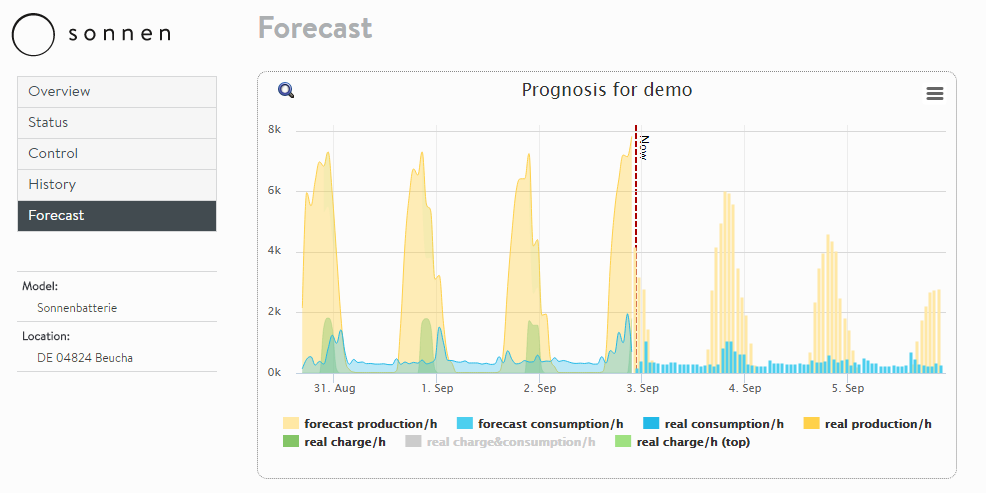 sonnen
Forecast
Overview
Status
Control
History
Forecast
Model:
Sonnenbatterie
Location:
DE 04824 Beucha
Prognosis for demo
8k
6k
4k
2k
0k
Now
31. Aug 1. Sep 2. Sep 3. Sep 4. Sep 5. Sep
forecast production/h forecast consumption/h real consumption/h real production/h
real charge/h real charge&consumption/h real charge/h (top)